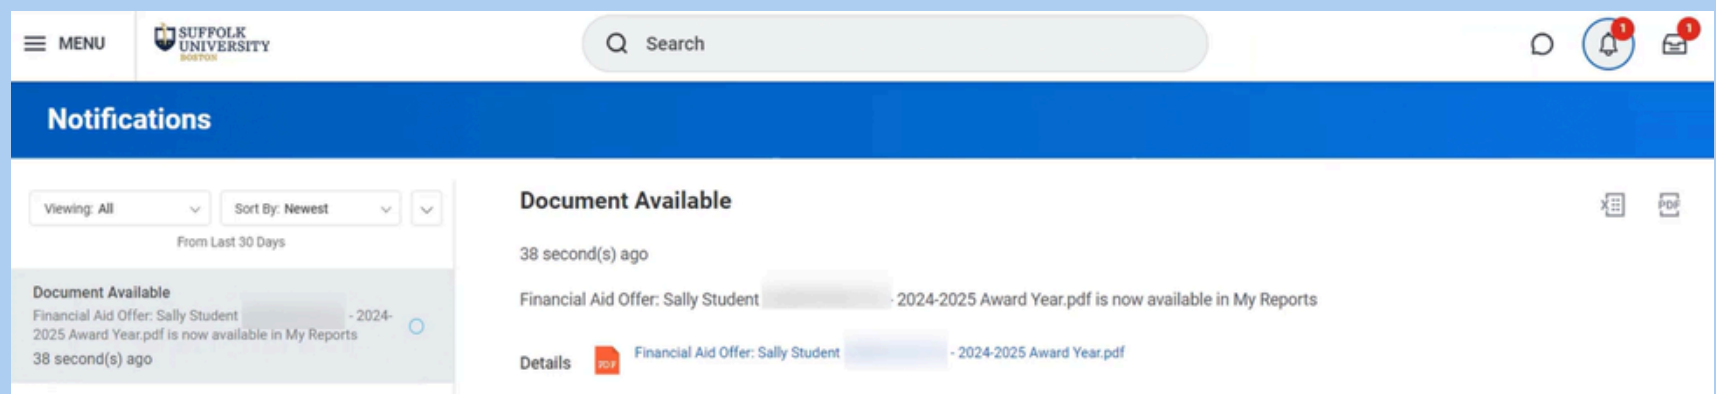 MENU
SUFFOLK
UNIVERSITY
BOSTON
Search
1
1
Notifications
Viewing: All
Sort By: Newest
From Last 30 Days
Document Available
Financial Aid Offer: Sally Student - 2024-
2025 Award Year.pdf is now available in My Reports
38 second(s) ago
Document Available
38 second(s) ago
Financial Aid Offer: Sally Student - 2024-2025 Award Year.pdf is now available in My Reports
Details
PDF
Financial Aid Offer: Sally Student - 2024-2025 Award Year.pdf
X
PDF